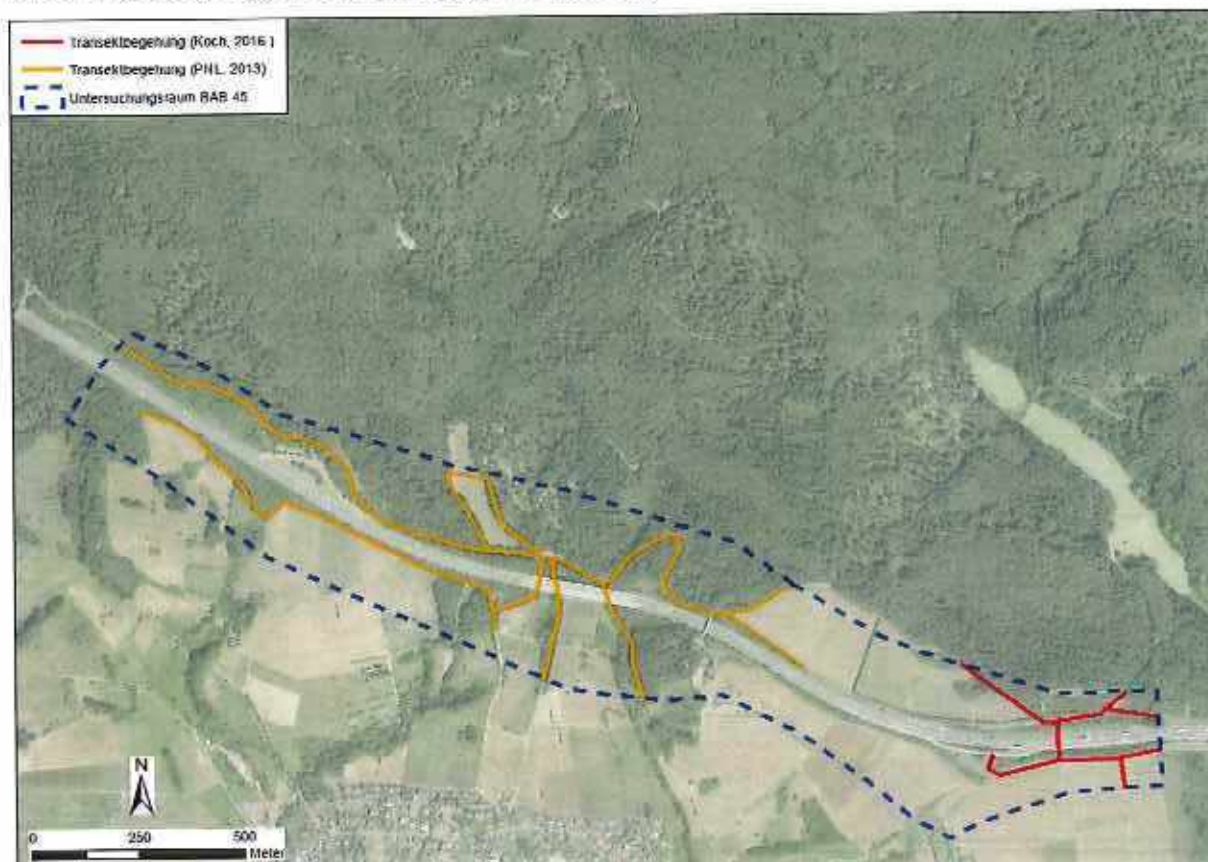 Transektbegehung (Koch, 2016 )
Transektbegehung (PNL, 2013)
Untersuchungsraum BAB 45
N
0 250 500
Meter